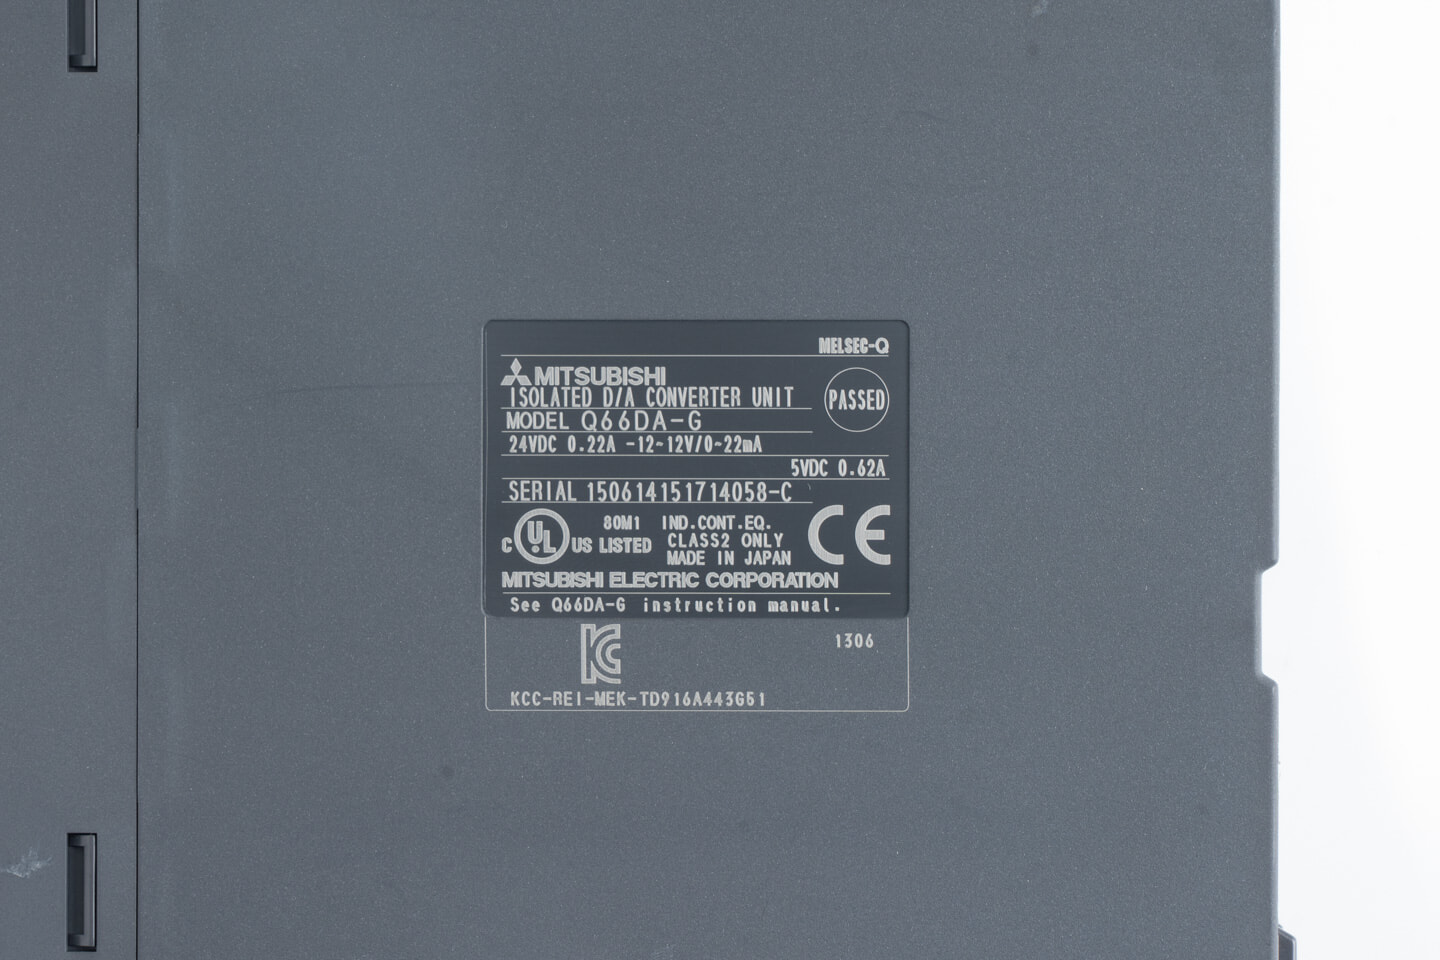 MELSEC-Q
MITSUBISHI
ISOLATED D/A CONVERTER UNIT
PASSED
MODEL Q66DA-G
24VDC 0.22A -12~12V/0~22mA
5VDC 0.62A
SERIAL 150614151714058-C
C UL US LISTED 80M1 IND.CONT.EQ.
CLASS2 ONLY
MADE IN JAPAN
CE
MITSUBISHI ELECTRIC CORPORATION
See Q66DA-G instruction manual.
KC
1306
KCC-REI-MEK-TD916A443G51